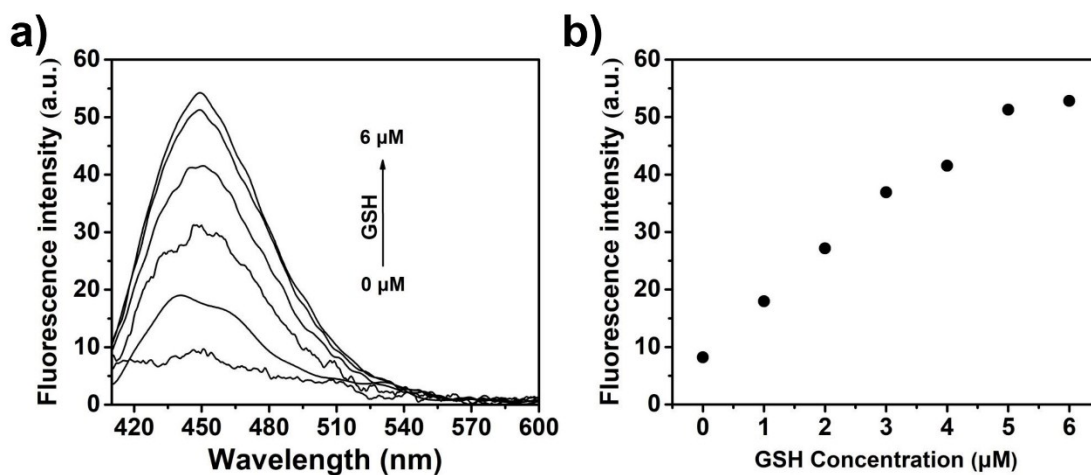 a)
Fluorescence intensity (a.u.)
60
50
40
30
20
10
0
6 µM
GSH
0 µM
420 450 480 510 540 570 600
Wavelength (nm)
b)
Fluorescence intensity (a.u.)
60
50
40
30
20
10
0
0 1 2 3 4 5 6
GSH Concentration (µM)